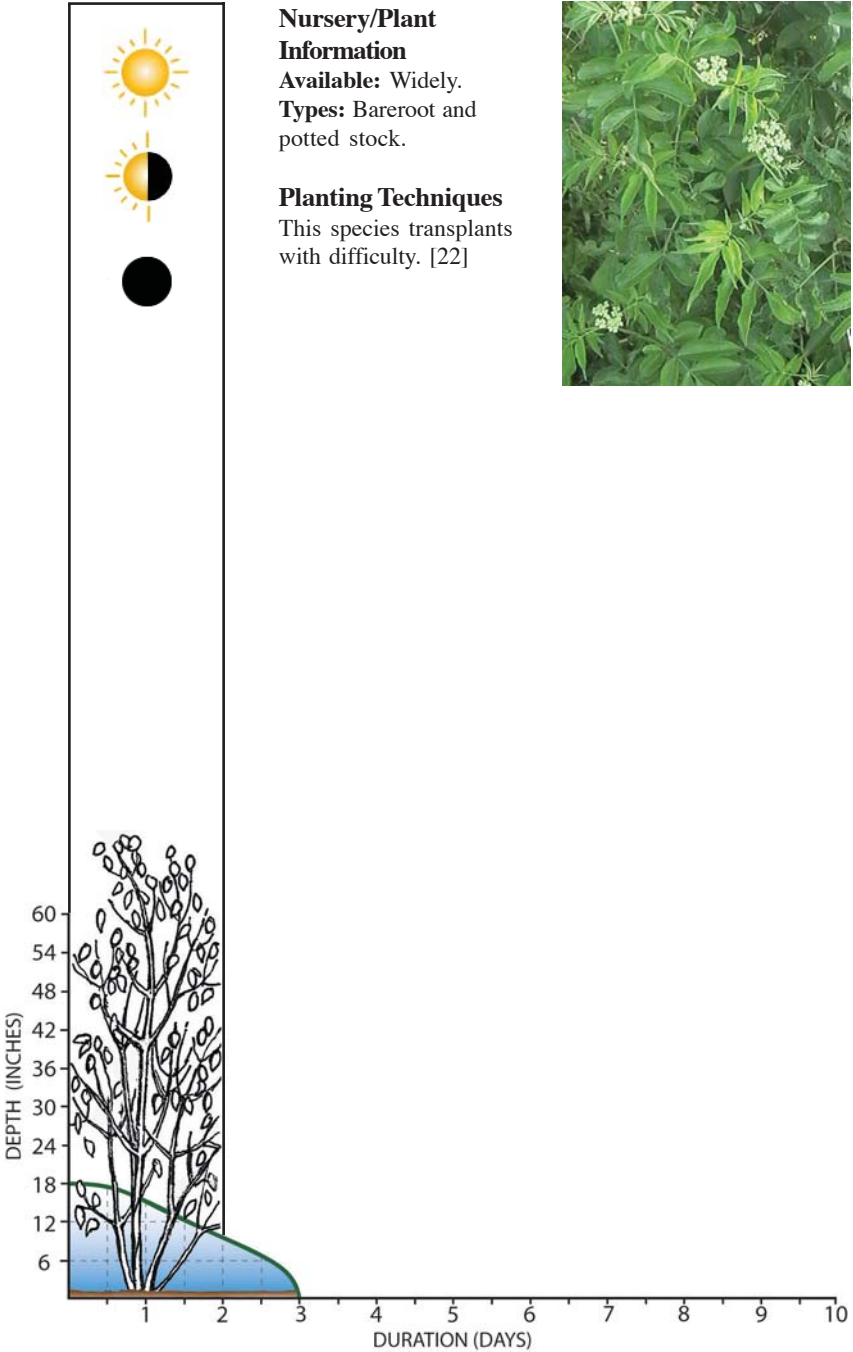 Nursery/Plant
Information
Available: Widely.
Types: Bareroot and
potted stock.
Planting Techniques
This species transplants
with difficulty. [22]
60
54
48
42
36
30
24
18
12
6
DEPTH (INCHES)
1 2 3 4 5 6 7 8 9 10
DURATION (DAYS)